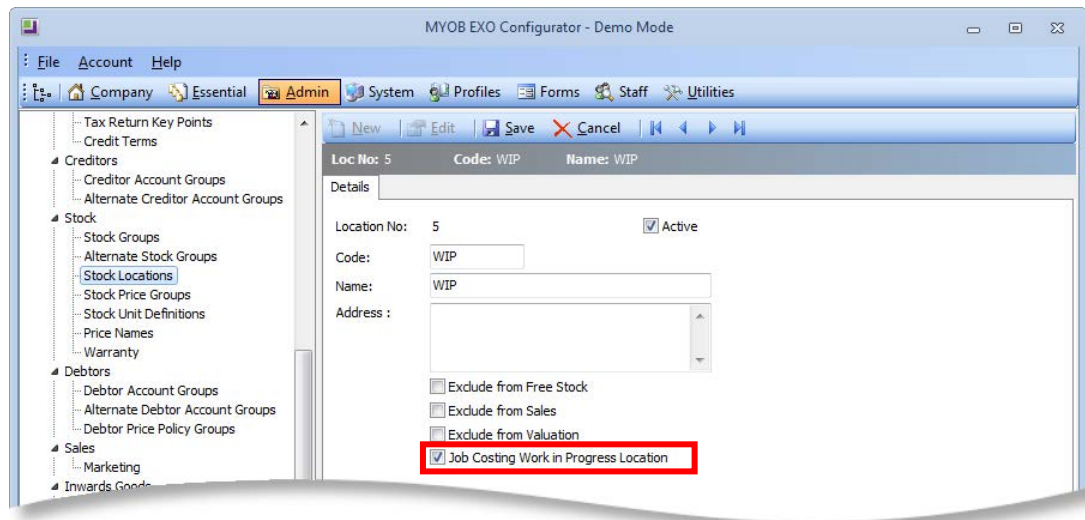 MYOB EXO Configurator - Demo Mode
File Account Help
Company Essential Admin System Profiles Forms Staff Utilities
Tax Return Key Points
Credit Terms
Creditors
Creditor Account Groups
Alternate Creditor Account Groups
Stock
Stock Groups
Alternate Stock Groups
Stock Locations
Stock Price Groups
Stock Unit Definitions
Price Names
Warranty
Debtors
Debtor Account Groups
Alternate Debtor Account Groups
Debtor Price Policy Groups
Sales
Marketing
Inwards Goods
New Edit Save Cancel
Loc No: 5 Code: WIP Name: WIP
Details
Location No: 5 Active
Code: WIP
Name: WIP
Address :
Exclude from Free Stock
Exclude from Sales
Exclude from Valuation
Job Costing Work in Progress Location